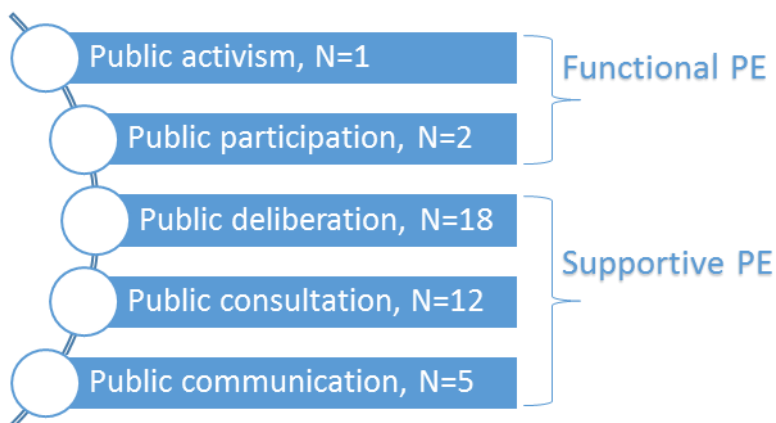 Public activism, N=1
Functional PE
Public participation, N=2
Public deliberation, N=18
Supportive PE
Public consultation, N=12
Public communication, N=5